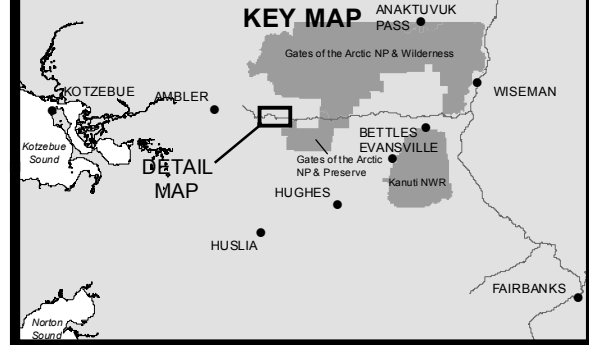 KEY MAP
ANAKTUVUK
PASS
Gates of the Arctic NP & Wilderness
KOTZEBUE
AMBLER
WISEMAN
Kotzebue
Sound
BETTLES
EVANSVILLE
DETAIL
MAP
Gates of the Arctic
NP & Preserve
Kanuti NWR
HUGHES
HUSLIA
FAIRBANKS
Norton
Sound